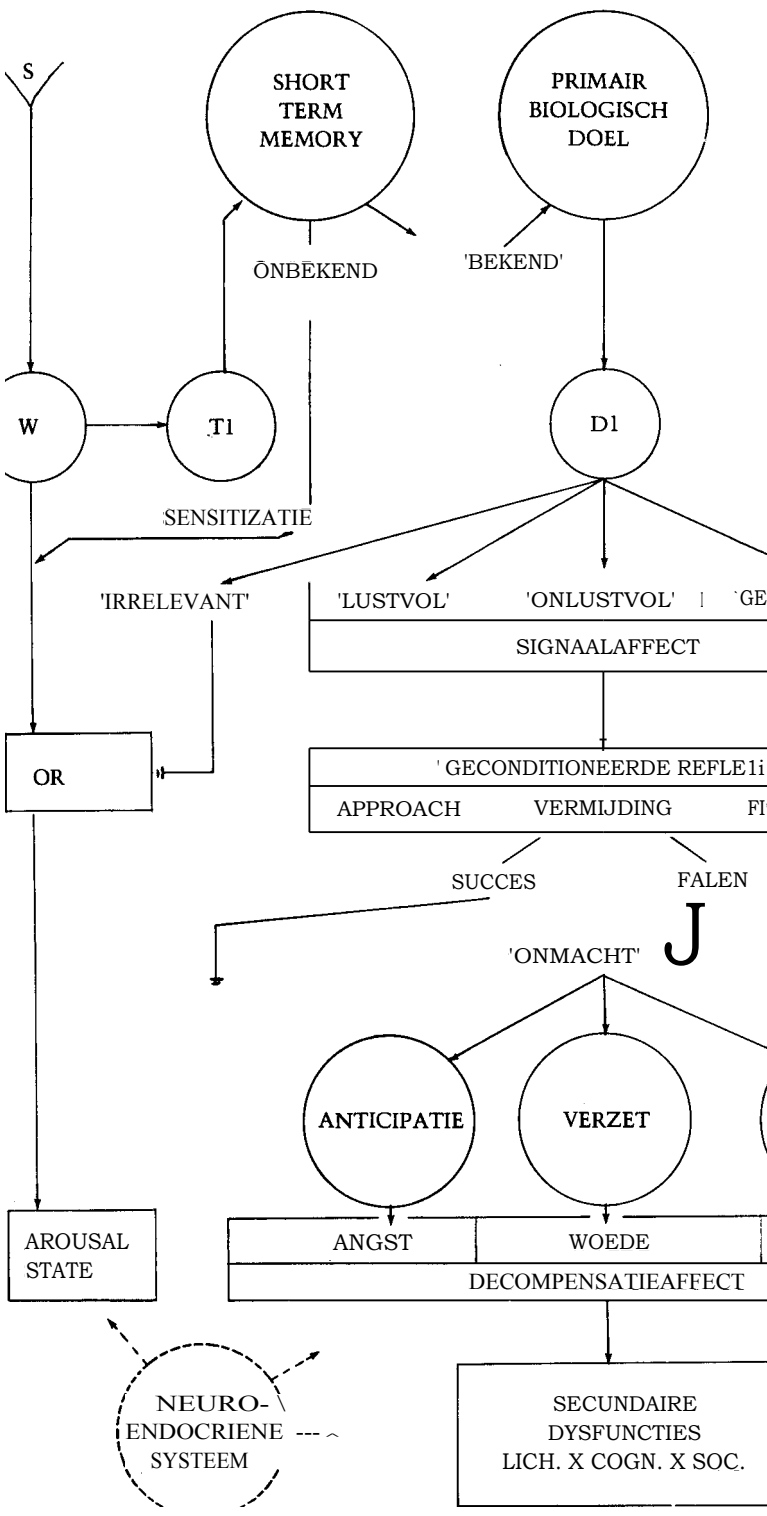 S
SHORT
TERM
MEMORY
PRIMAIR
BIOLOGISCH
DOEL
ONBEKEND
'BEKEND'
W
T1
D1
SENSITIZATIE
'IRRELEVANT'
'LUSTVOL' 'ONLUSTVOL'
SIGNAALAFFECT
OR
GECONDITIONEERDE
APPROACH VERMIJDING
SUCCES
FALEN
'ONMACHT'
ANTICIPATIE
VERZET
AROUSAL
STATE
ANGST
WOEDE
DECOMPENSATIEAFFECT
NEURO-
ENDOCRIENE
SYSTEEM
SECUNDAIRE
DYSFUNCTIES
LICH. X COGN. X SOC.